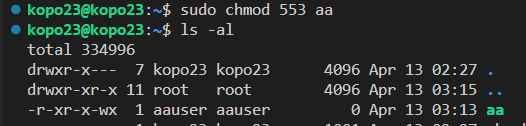 kopo23@kopo23:~$ sudo chmod 553 aa
kopo23@kopo23:~$ ls -al
total 334996
drwxr-x---  7 kopo23 kopo23      4096 Apr 13 02:27 .
drwxr-xr-x 11 root   root        4096 Apr 13 03:15 ..
-r-xr-x-wx  1 aauser aauser         0 Apr 13 03:13 aa